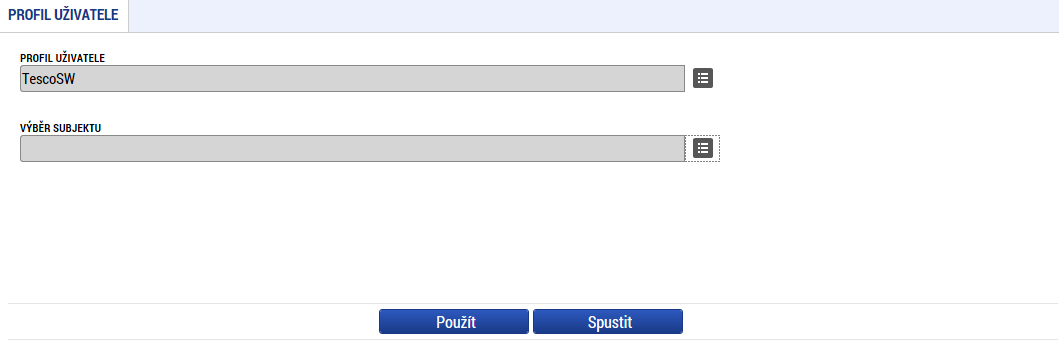 PROFIL UŽIVATELE
PROFIL UŽIVATELE
TescoSW
VÝBĚR SUBJEKTU
Použít Spustit